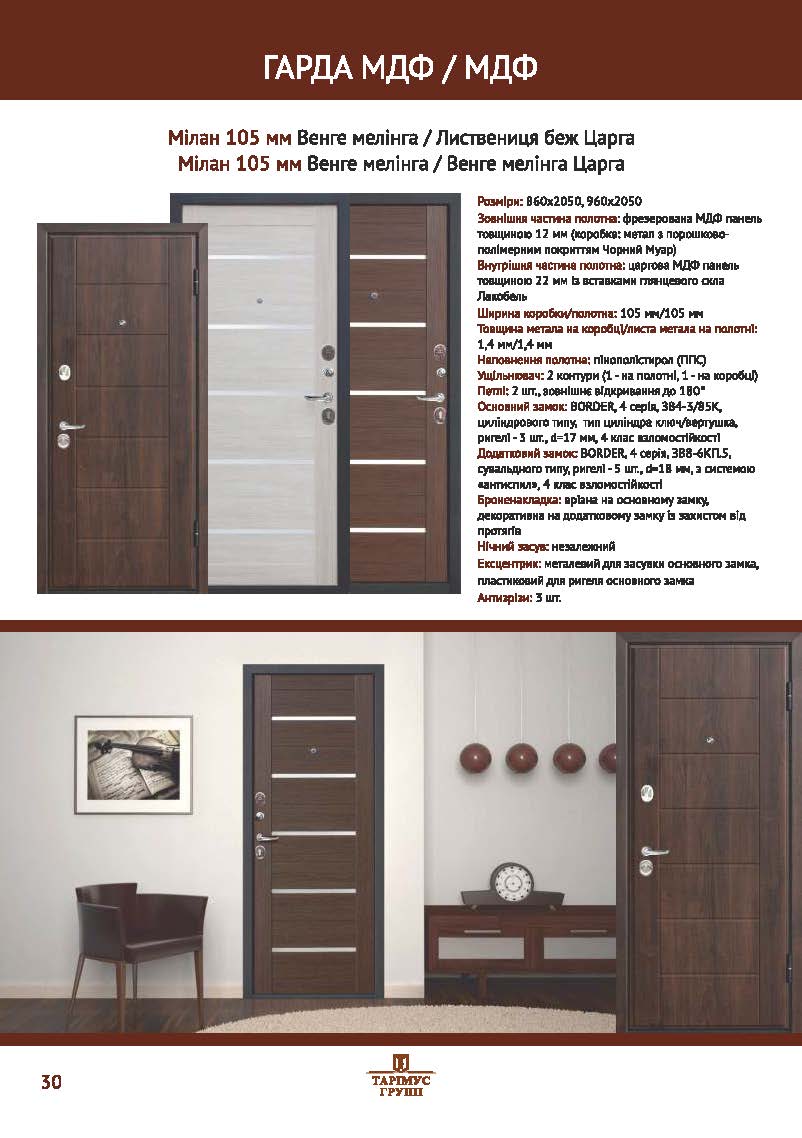 ГАРДА МДФ / МДФ
Мілан 105 мм Венге мелінга / Листвениця беж Царга
Мілан 105 мм Венге мелінга / Венге мелінга Царга
Розміри: 860х2050, 960х2050
Зовнішня частина полотна: фрезерована МДФ панель
товщиною 12 мм (коробка: метал з порошково-
полімерним покриттям Чорний Муар)
Внутрішня частина полотна: царгова МДФ панель
товщиною 22 мм із вставками глянцевого скла
Лакобель
Ширина коробки/полотна: 105 мм/105 мм
Товщина метала на коробці/листа метала на полотні:
1,4 мм/1,4 мм
Наповнення полотна: пінополістирол (ППС)
Ущільнювач: 2 контури (1 - на полотні, 1 - на коробці)
Петлі: 2 шт., зовнішнє відкривання до 180°
Основний замок: BORDER, 4 серія, ЗВ4-3/85К,
циліндрового типу, тип циліндра ключ/вертушка,
ригелі - 3 шт., d=17 мм, 4 клас взломостійкості
Додатковий замок: BORDER, 4 серія, ЗВ8-6КП.5,
сувальдного типу, ригелі - 5 шт., d=18 мм, з системою
«антиспил», 4 клас взломостійкості
Броненакладка: врізна на основному замку,
декоративна на додатковому замку із захистом від
протягів
Нічний засув: незалежний
Ексцентрик: металевий для засувки основного замка,
пластиковий для ригеля основного замка
Антизрізи: 3 шт.
30
ТАРІМУС
ГРУПП